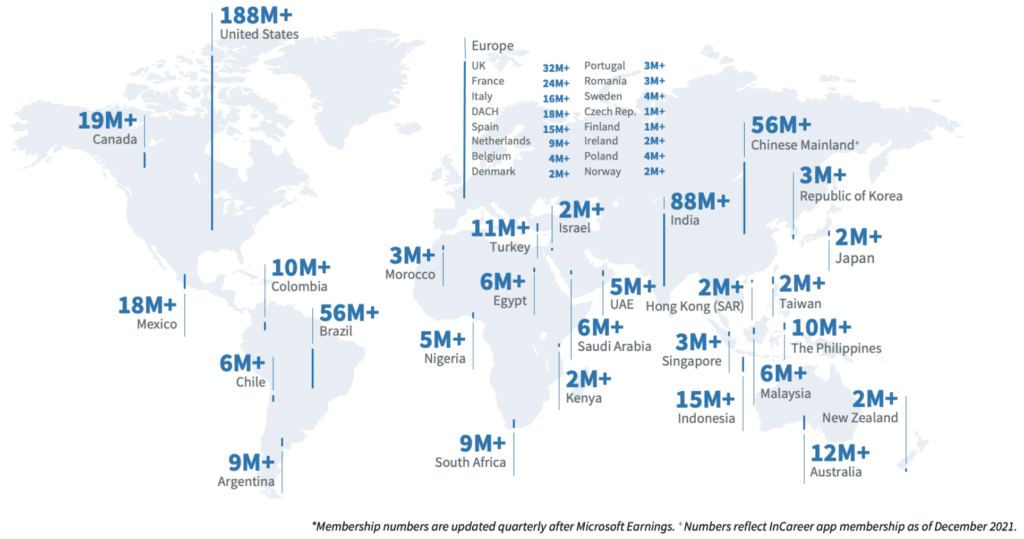 188M+
United States
19M+
Canada
Europe
UK 32M+ Portugal 3M+
France 24M+ Romania 3M+
Italy 16M+ Sweden 4M+
DACH 18M+ Czech Rep. 1M+
Spain 15M+ Finland 1M+
Netherlands 9M+ Ireland 2M+
Belgium 4M+ Poland 4M+
Denmark 2M+ Norway 2M+
56M+
Chinese Mainland+
3M+
Republic of Korea
88M+
India
2M+
Israel
11M+
Turkey
2M+
Japan
3M+
Morocco
10M+
Colombia
6M+
Egypt
5M+
UAE
2M+
Hong Kong (SAR)
2M+
Taiwan
18M+
Mexico
56M+
Brazil
5M+
Nigeria
6M+
Saudi Arabia
3M+
Singapore
10M+
The Philippines
6M+
Chile
2M+
Kenya
6M+
Malaysia
15M+
Indonesia
2M+
New Zealand
9M+
Argentina
9M+
South Africa
12M+
Australia
*Membership numbers are updated quarterly after Microsoft Earnings. +Numbers reflect InCareer app membership as of December 2021.